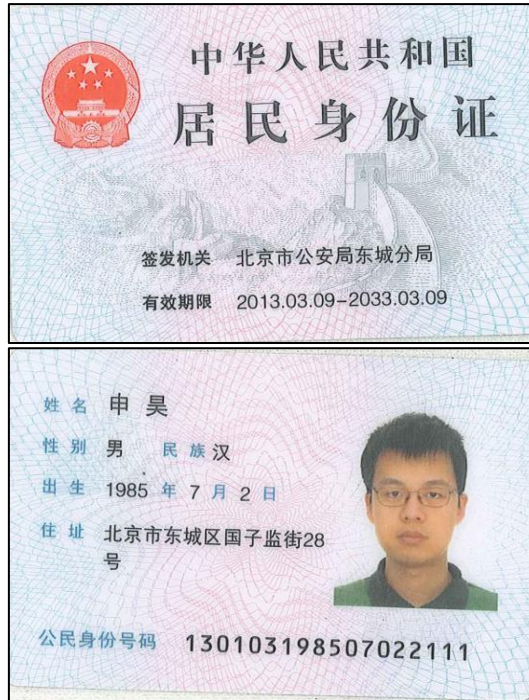 中华人民共和国
居民身份证
签发机关 北京市公安局东城分局
有效期限 2013.03.09-2033.03.09
姓名 申昊
性别 男 民族 汉
出生 1985 年 7 月 2 日
住址 北京市东城区国子监街28
号
公民身份号码 130103198507022111